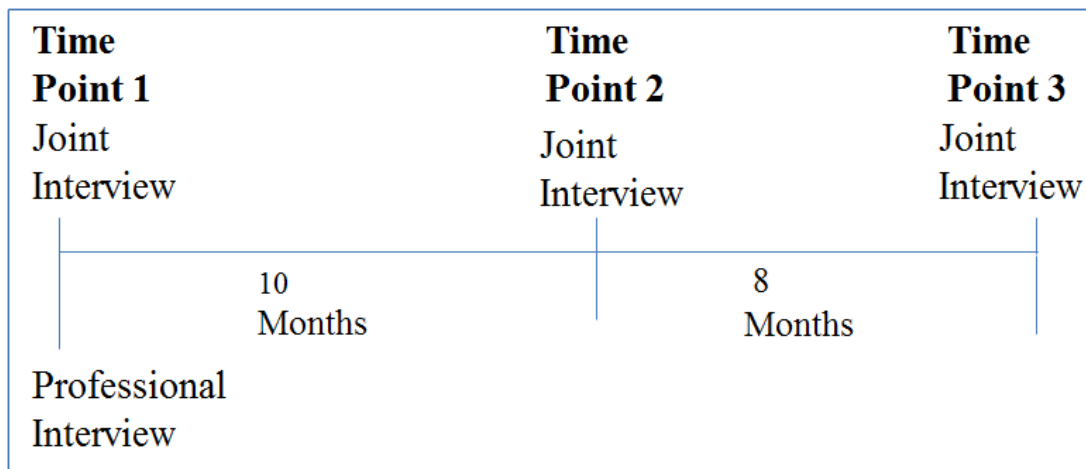 Time
Point 1
Joint
Interview
Time
Point 2
Joint
Interview
Time
Point 3
Joint
Interview
10
Months
8
Months
Professional
Interview